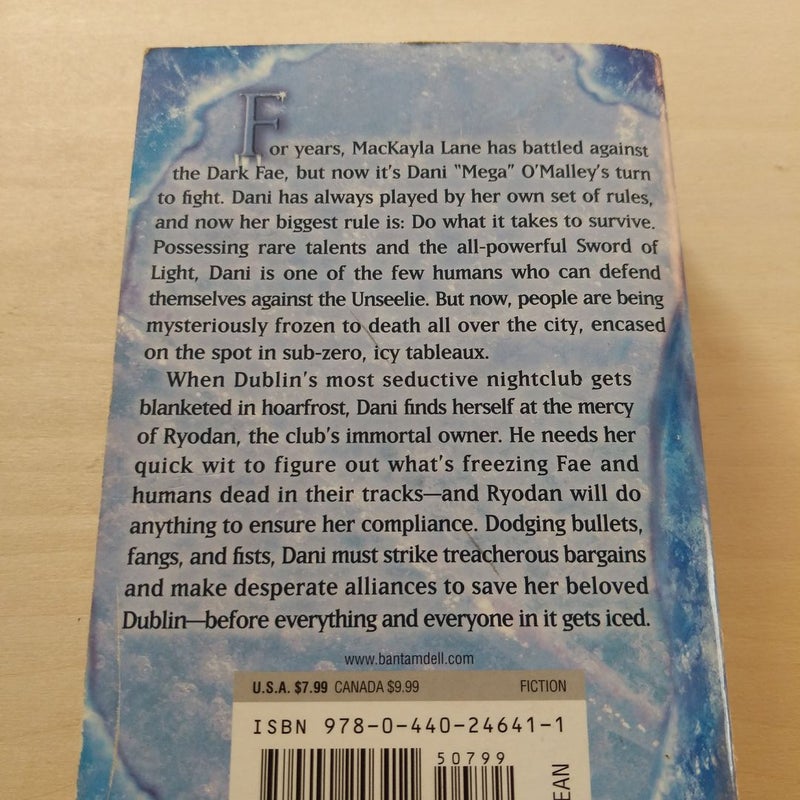 For years, MacKayla Lane has battled against
the Dark Fae, but now it's Dani "Mega" O'Malley's turn
to fight. Dani has always played by her own set of rules,
and now her biggest rule is: Do what it takes to survive.
Possessing rare talents and the all-powerful Sword of
Light, Dani is one of the few humans who can defend
themselves against the Unseelie. But now, people are being
mysteriously frozen to death all over the city, encased
on the spot in sub-zero, icy tableaux.
When Dublin's most seductive nightclub gets
blanketed in hoarfrost, Dani finds herself at the mercy
of Ryodan, the club's immortal owner. He needs her
quick wit to figure out what's freezing Fae and
humans dead in their tracks—and Ryodan will do
anything to ensure her compliance. Dodging bullets,
fangs, and fists, Dani must strike treacherous bargains
and make desperate alliances to save her beloved
Dublin—before everything and everyone in it gets iced.
www.bantamdell.com
U.S.A. $7.99 CANADA $9.99 FICTION
ISBN 978-0-440-24641-1
50799
EAN